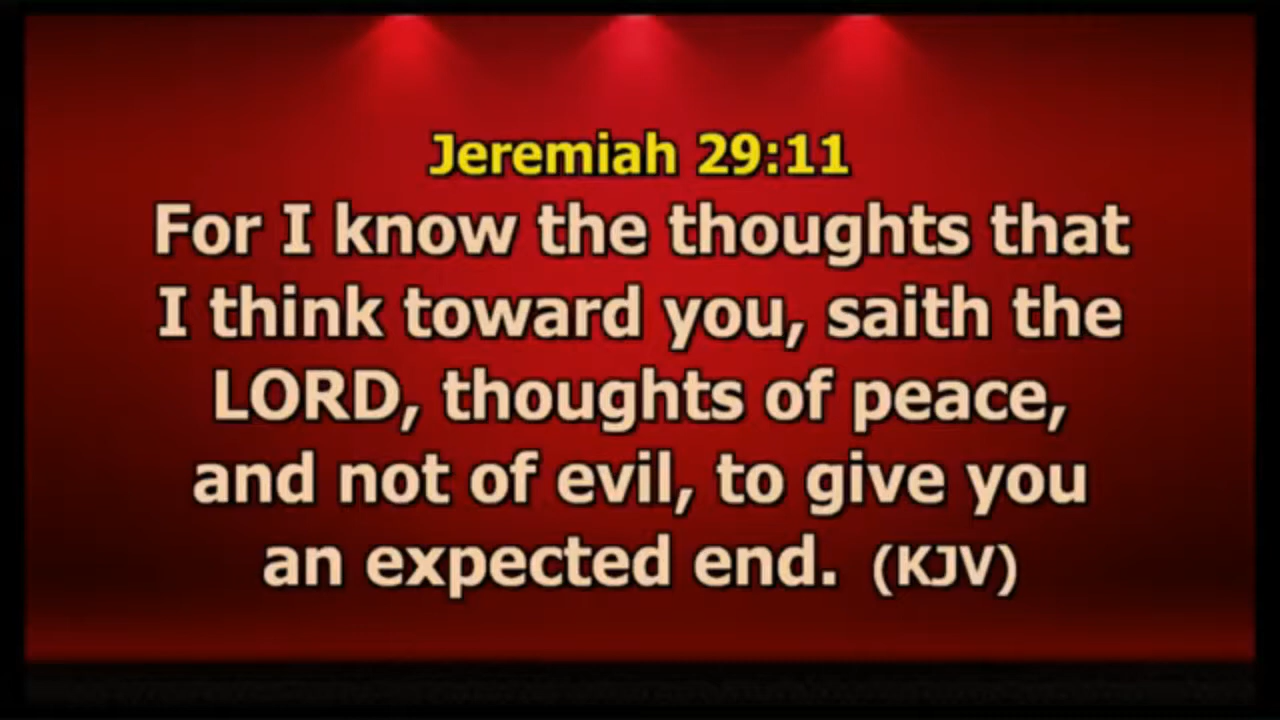 Jeremiah 29:11
For I know the thoughts that
I think toward you, saith the
LORD, thoughts of peace,
and not of evil, to give you
an expected end. (KJV)